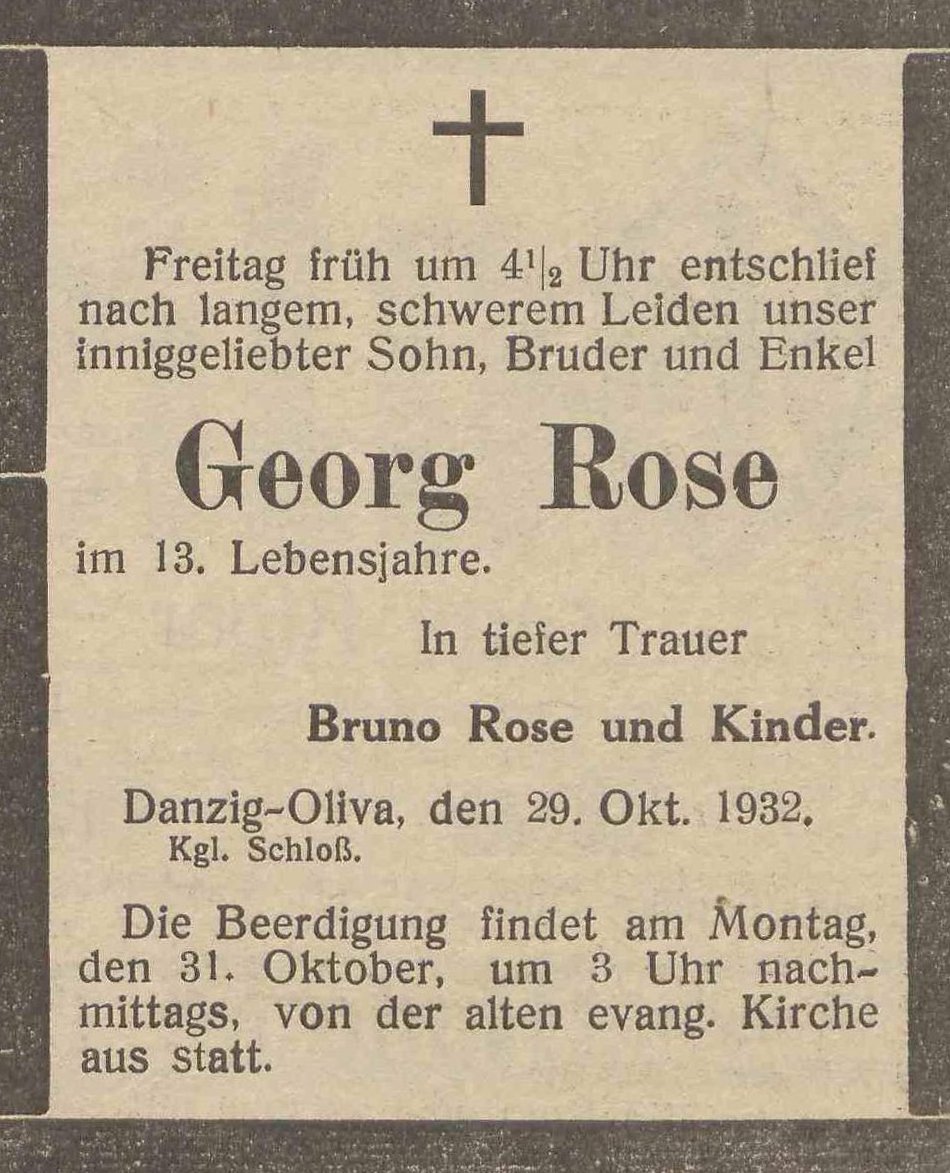 Freitag früh um 4½ Uhr entschlief
nach langem, schwerem Leiden unser
inniggeliebter Sohn, Bruder und Enkel
Georg Rose
im 13. Lebensjahre.
In tiefer Trauer
Bruno Rose und Kinder.
Danzig-Oliva, den 29. Okt. 1932.
Kgl. Schloß.
Die Beerdigung findet am Montag,
den 31. Oktober, um 3 Uhr nach-
mittags, von der alten evang. Kirche
aus statt.